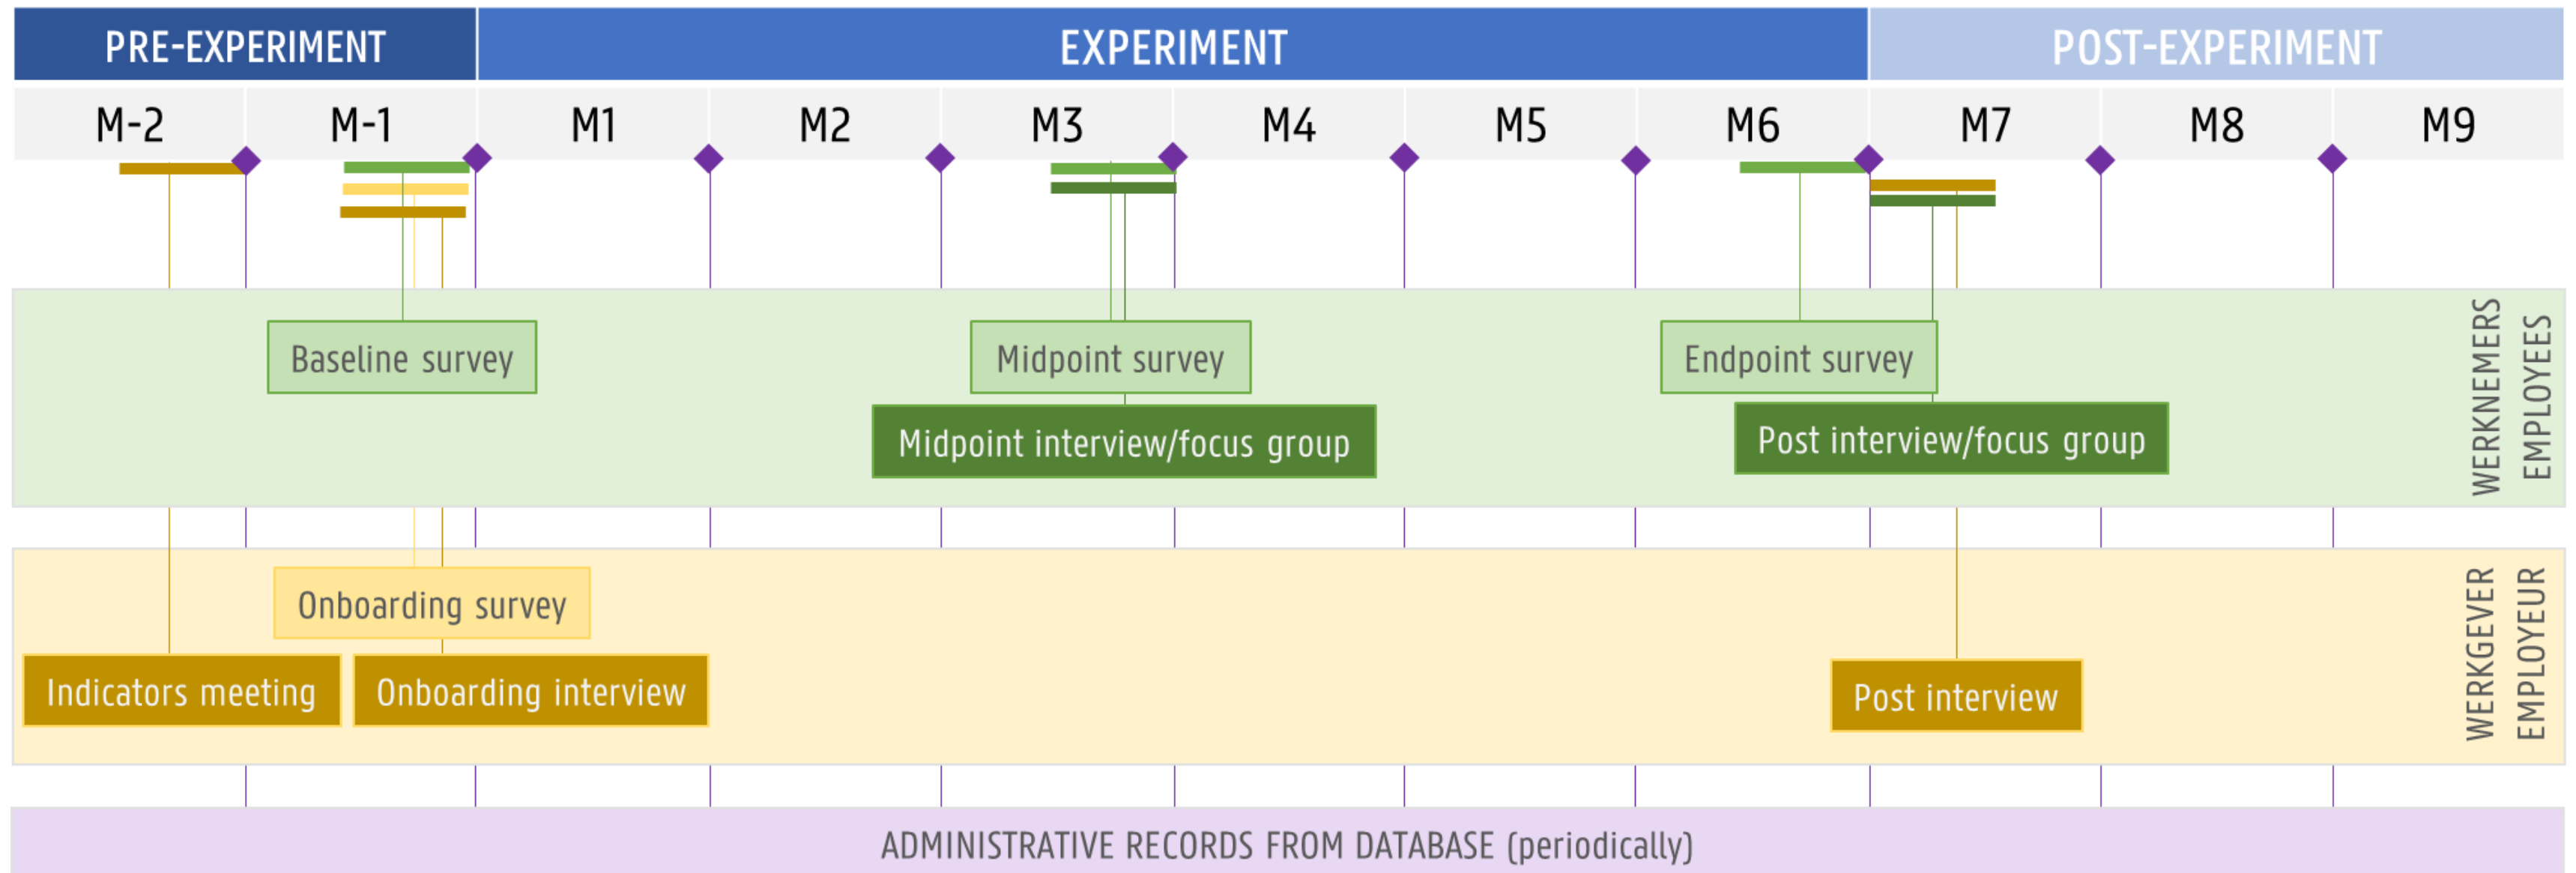 PRE-EXPERIMENT
EXPERIMENT
POST-EXPERIMENT
M-2
M-1
M1
M2
M3
M4
M5
M6
M7
M8
M9
Baseline survey
Midpoint survey
Endpoint survey
Midpoint interview/focus group
Post interview/focus group
WERKNEMERS
EMPLOYEES
Onboarding survey
Indicators meeting
Onboarding interview
Post interview
WERKGEVER
EMPLOYEUR
ADMINISTRATIVE RECORDS FROM DATABASE (periodically)